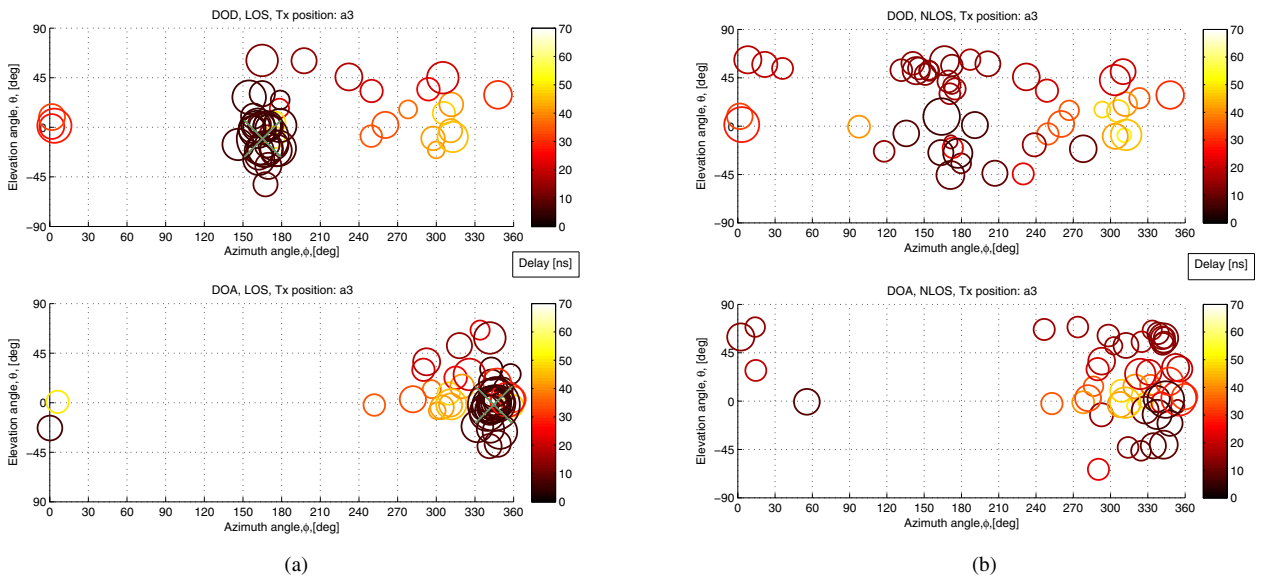 DOD, LOS, Tx position: a3
90
45
0
−45
−90
Elevation angle, θ, [deg]
0 30 60 90 120 150 180 210 240 270 300 330 360
Azimuth angle,ϕ,[deg]
70
60
50
40
30
20
10
0
Delay [ns]
DOA, LOS, Tx position: a3
90
45
0
−45
90
Elevation angle, θ, [deg]
0 30 60 90 120 150 180 210 240 270 300 330 360
Azimuth angle,ϕ,[deg]
70
60
50
40
30
20
10
0
(a)
DOD, NLOS, Tx position: a3
90
45
0
−45
−90
Elevation angle, θ, [deg]
0 30 60 90 120 150 180 210 240 270 300 330 360
Azimuth angle,ϕ,[deg]
70
60
50
40
30
20
10
0
Delay [ns]
DOA, NLOS, Tx position: a3
90
45
0
−45
−90
Elevation angle, θ, [deg]
0 30 60 90 120 150 180 210 240 270 300 330 360
Azimuth angle,ϕ,[deg]
70
60
50
40
30
20
10
0
(b)